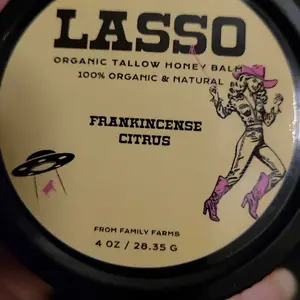 LASSO
ORGANIC TALLOW HONEY BALM
100% ORGANIC & NATURAL
FRANKINCENSE
CITRUS
FROM FAMILY FARMS
4 OZ / 28.35 G